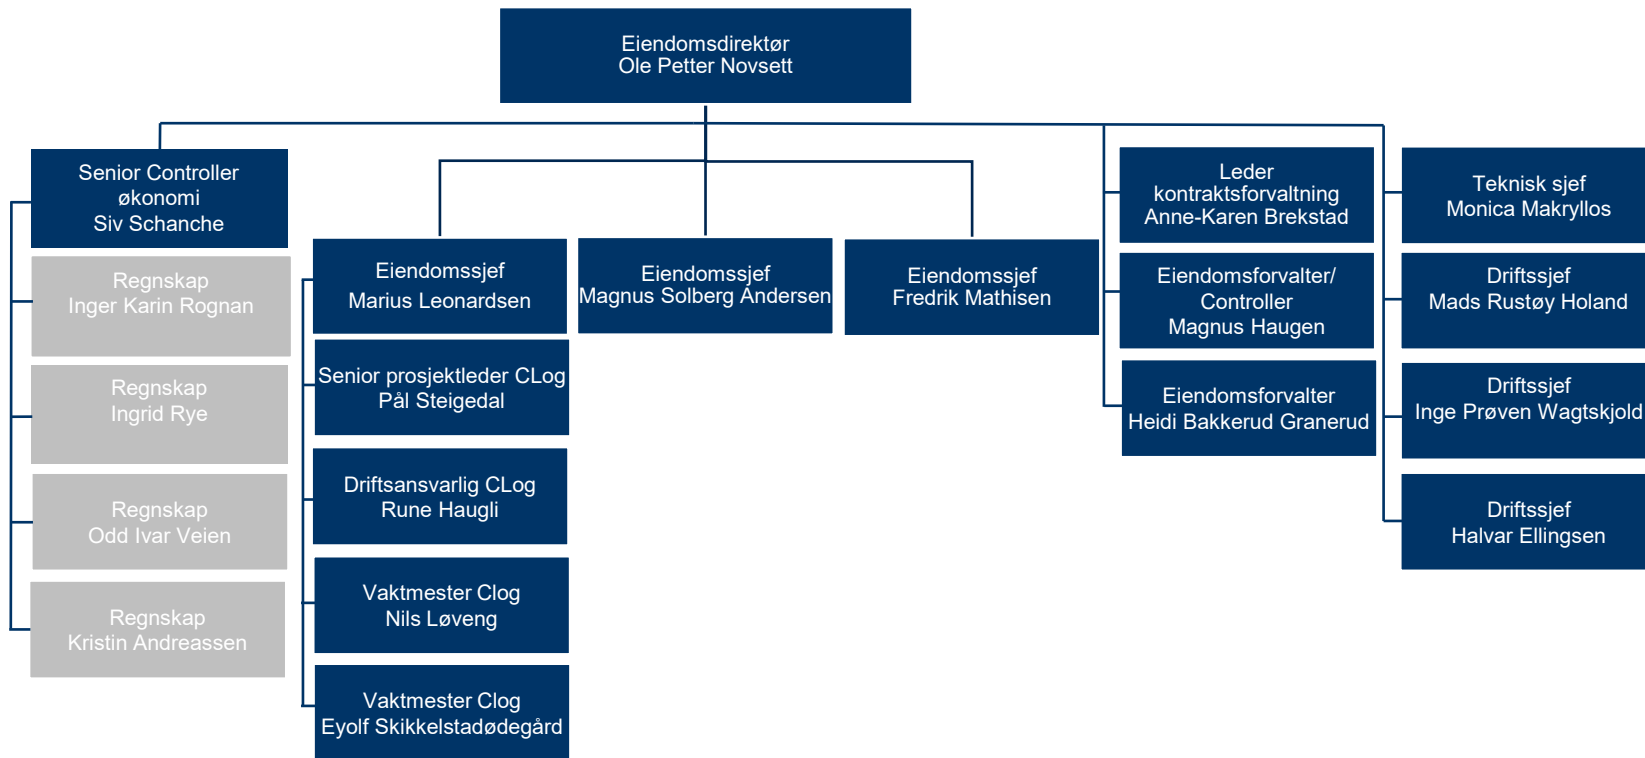 Eiendomsdirektør
Ole Petter Novsett
Senior Controller
økonomi
Siv Schanche
Regnskap
Inger Karin Rognan
Regnskap
Ingrid Rye
Regnskap
Odd Ivar Veien
Regnskap
Kristin Andreassen
Eiendomssjef
Marius Leonardsen
Senior prosjektleder CLog
Pål Steigedal
Driftsansvarlig CLog
Rune Haugli
Vaktmester Clog
Nils Løveng
Vaktmester Clog
Eyolf Skikkelstadødegård
Eiendomssjef
Magnus Solberg Andersen
Eiendomssjef
Fredrik Mathisen
Leder
kontraktsforvaltning
Anne-Karen Brekstad
Eiendomsforvalter/
Controller
Magnus Haugen
Eiendomsforvalter
Heidi Bakkerud Granerud
Teknisk sjef
Monica Makryllos
Driftssjef
Mads Rustøy Holand
Driftssjef
Inge Prøven Wagtskjold
Driftssjef
Halvar Ellingsen